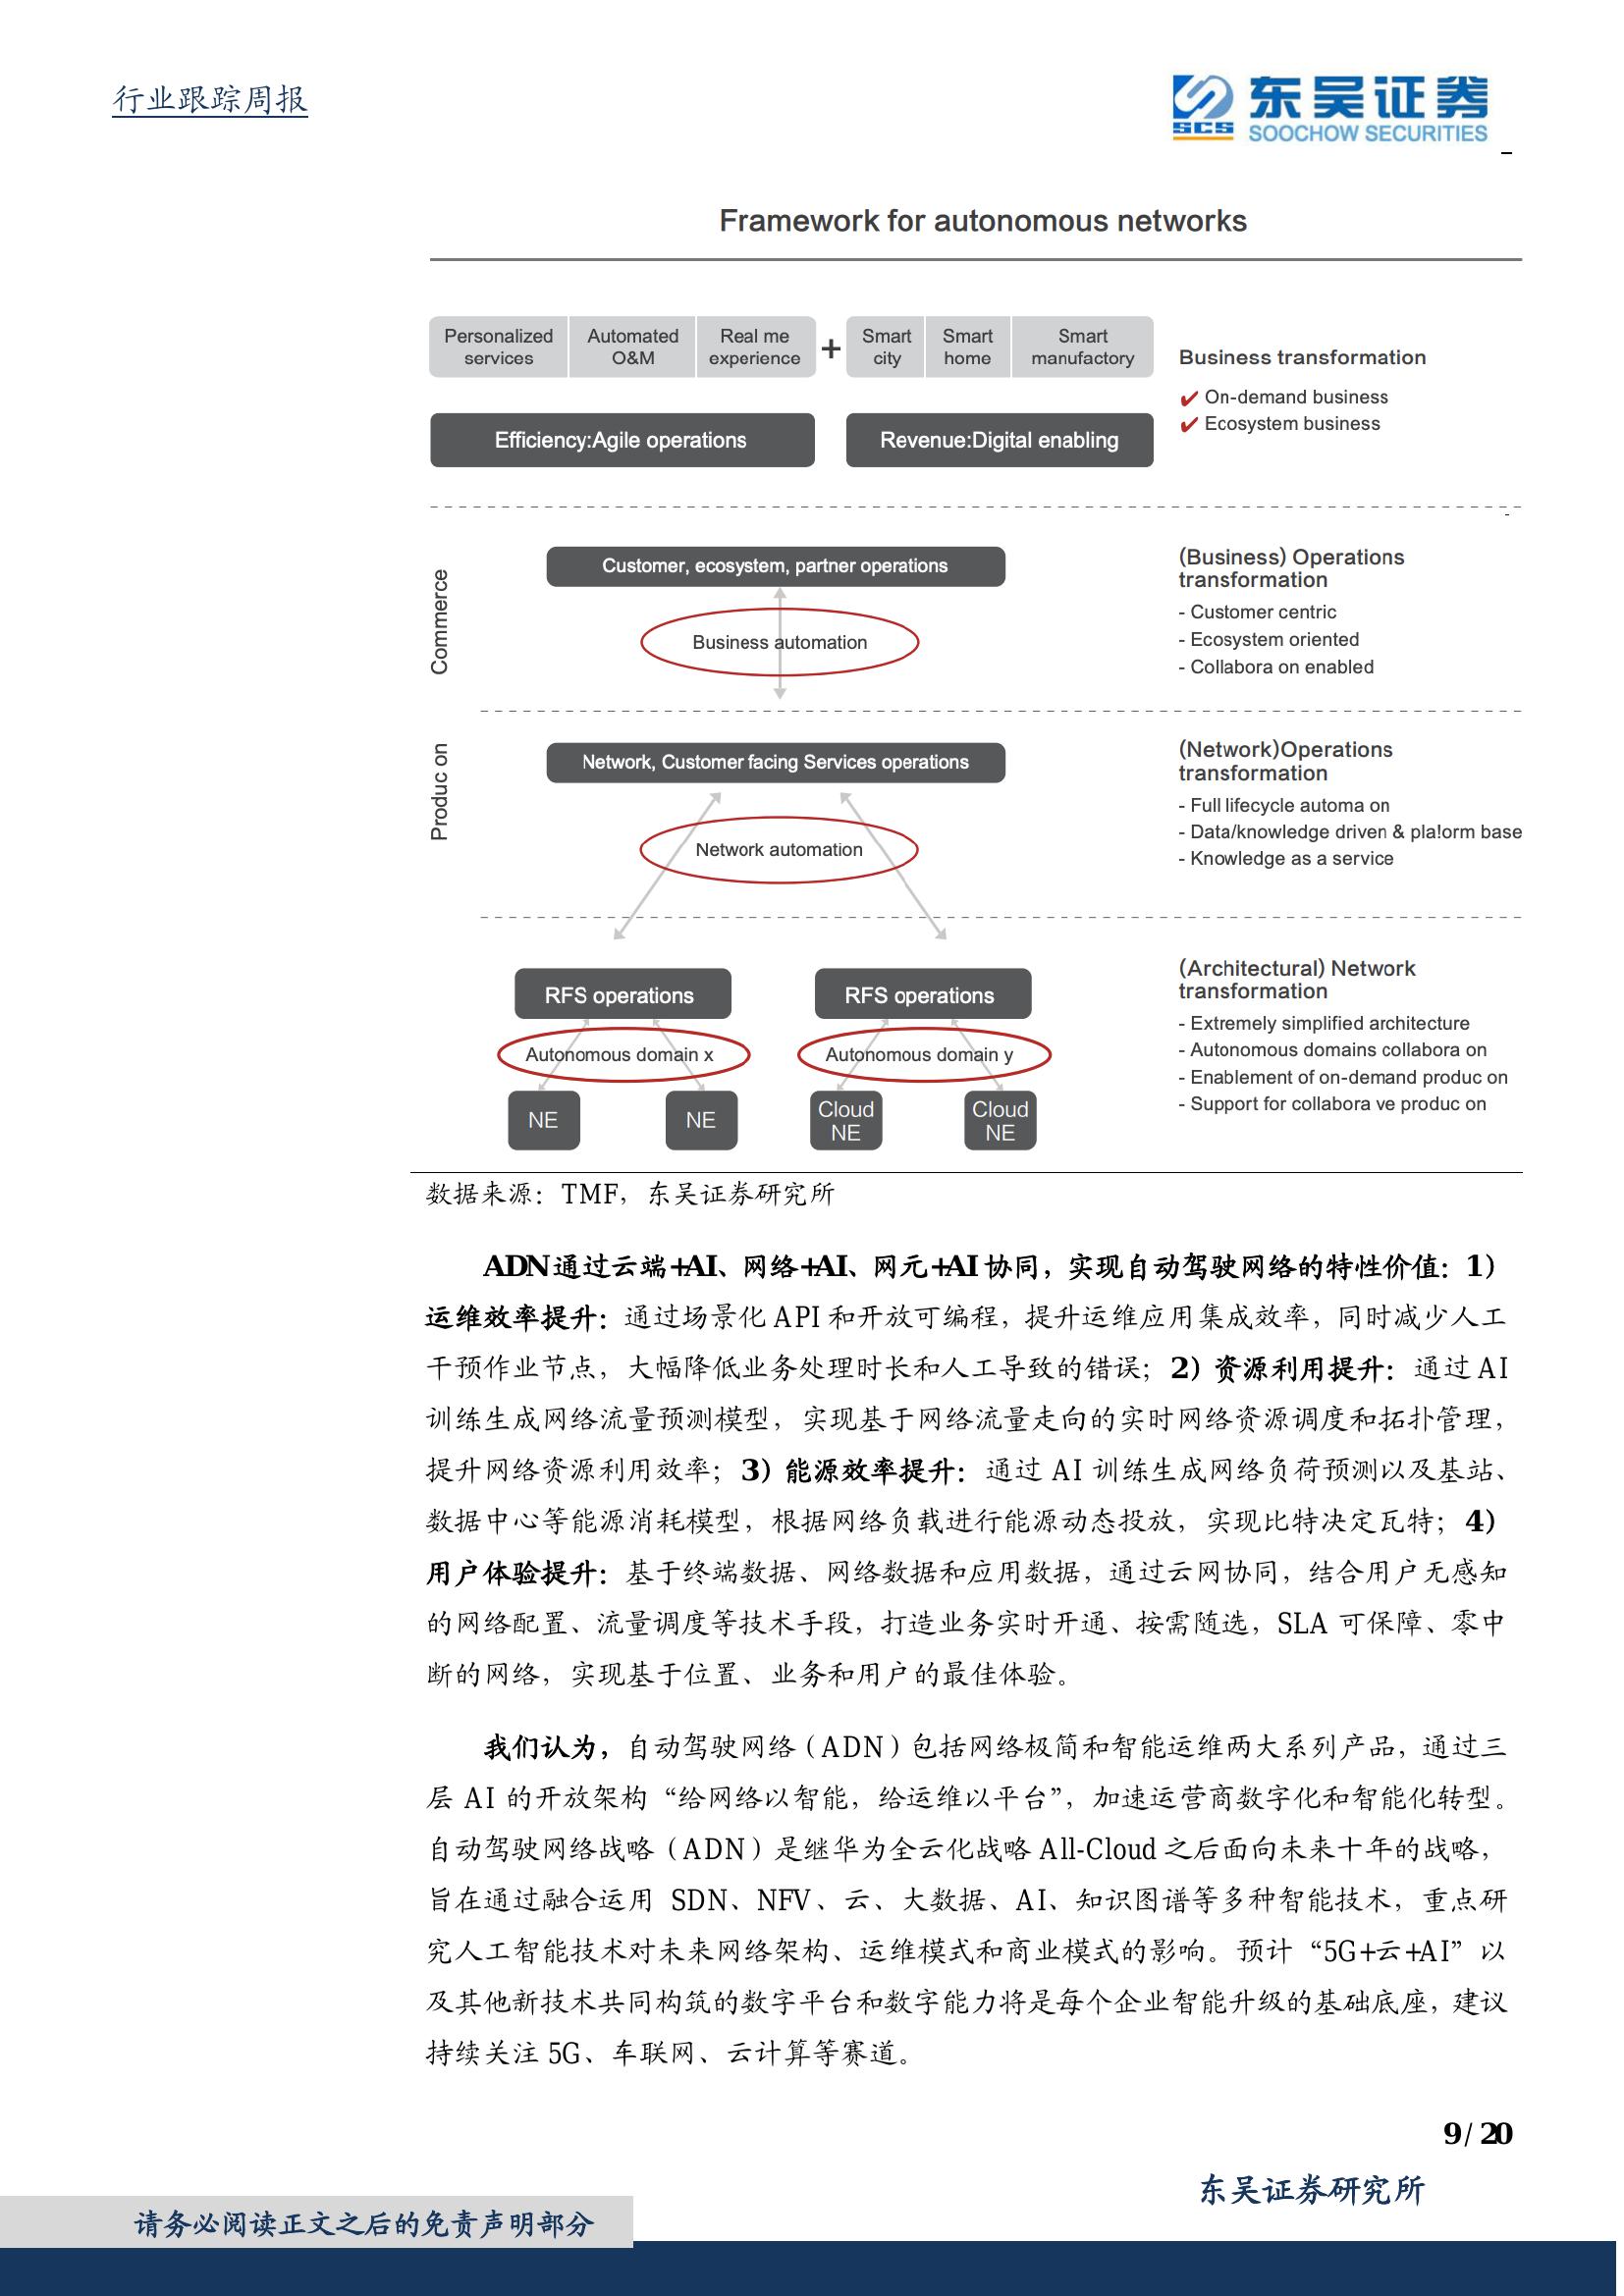 行业跟踪周报
SCS
东吴证券
SOOCHOW SECURITIES
Framework for autonomous networks
Personalized services
Automated O&M
Real me experience
+
Smart city
Smart home
Smart manufactory
Efficiency:Agile operations
Revenue:Digital enabling
Business transformation
✔ On-demand business
✔ Ecosystem business
Commerce
Customer, ecosystem, partner operations
Business automation
(Business) Operations
transformation
- Customer centric
- Ecosystem oriented
- Collabora on enabled
Produc on
Network, Customer facing Services operations
Network automation
(Network)Operations
transformation
- Full lifecycle automa on
- Data/knowledge driven & pla!orm base
- Knowledge as a service
RFS operations
RFS operations
Autonomous domain x
Autonomous domain y
NE
NE
Cloud NE
Cloud NE
(Architectural) Network
transformation
- Extremely simplified architecture
- Autonomous domains collabora on
- Enablement of on-demand produc on
- Support for collabora ve produc on
数据来源：TMF，东吴证券研究所
ADN通过云端+AI、网络+AI、网元+AI协同，实现自动驾驶网络的特性价值：1）
运维效率提升：通过场景化 API 和开放可编程，提升运维应用集成效率，同时减少人工
干预作业节点，大幅降低业务处理时长和人工导致的错误；2）资源利用提升：通过 AI
训练生成网络流量预测模型，实现基于网络流量走向的实时网络资源调度和拓扑管理，
提升网络资源利用效率；3）能源效率提升：通过 AI 训练生成网络负荷预测以及基站、
数据中心等能源消耗模型，根据网络负载进行能源动态投放，实现比特决定瓦特；4）
用户体验提升：基于终端数据、网络数据和应用数据，通过云网协同，结合用户无感知
的网络配置、流量调度等技术手段，打造业务实时开通、按需随选，SLA 可保障、零中
断的网络，实现基于位置、业务和用户的最佳体验。
我们认为，自动驾驶网络（ADN）包括网络极简和智能运维两大系列产品，通过三
层 AI 的开放架构“给网络以智能，给运维以平台”，加速运营商数字化和智能化转型。
自动驾驶网络战略（ADN）是继华为全云化战略 All-Cloud 之后面向未来十年的战略，
旨在通过融合运用 SDN、NFV、云、大数据、AI、知识图谱等多种智能技术，重点研
究人工智能技术对未来网络架构、运维模式和商业模式的影响。预计“5G+云+AI”以
及其他新技术共同构筑的数字平台和数字能力将是每个企业智能升级的基础底座，建议
持续关注 5G、车联网、云计算等赛道。
9 / 20
东吴证券研究所
请务必阅读正文之后的免责声明部分